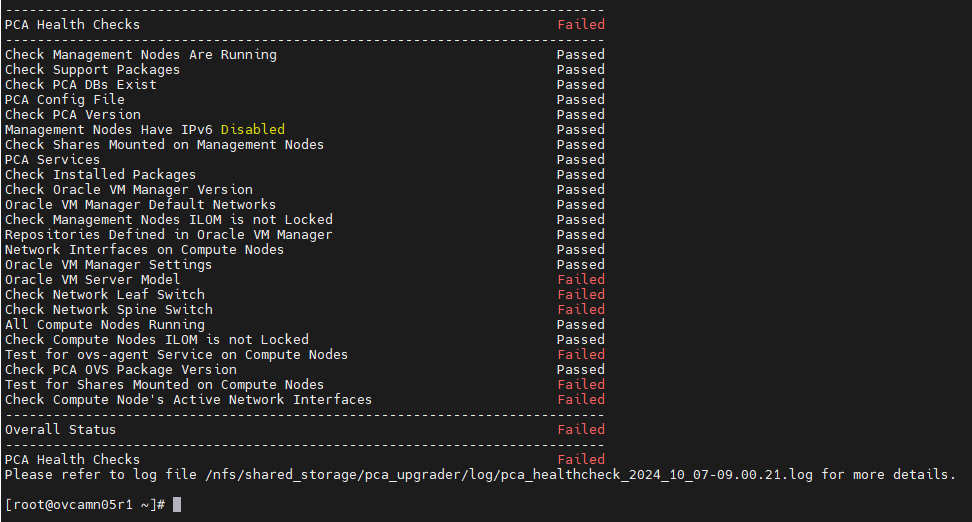 ---------------------------------------------------------------------------
PCA Health Checks                                                    Failed
---------------------------------------------------------------------------
Check Management Nodes Are Running                                   Passed
Check Support Packages                                               Passed
Check PCA DBs Exist                                                  Passed
PCA Config File                                                      Passed
Check PCA Version                                                    Passed
Management Nodes Have IPv6 Disabled                                  Passed
Check Shares Mounted on Management Nodes                             Passed
PCA Services                                                         Passed
Check Installed Packages                                             Passed
Check Oracle VM Manager Version                                      Passed
Oracle VM Manager Default Networks                                   Passed
Check Management Nodes ILOM is not Locked                            Passed
Repositories Defined in Oracle VM Manager                            Passed
Network Interfaces on Compute Nodes                                  Passed
Oracle VM Manager Settings                                           Passed
Oracle VM Server Model                                               Failed
Check Network Leaf Switch                                            Failed
Check Network Spine Switch                                           Failed
All Compute Nodes Running                                            Passed
Check Compute Nodes ILOM is not Locked                               Passed
Test for ovs-agent Service on Compute Nodes                          Failed
Check PCA OVS Package Version                                        Passed
Test for Shares Mounted on Compute Nodes                             Failed
Check Compute Node's Active Network Interfaces                       Failed
---------------------------------------------------------------------------
Overall Status                                                       Failed
---------------------------------------------------------------------------
PCA Health Checks                                                    Failed
Please refer to log file /nfs/shared_storage/pca_upgrader/log/pca_healthcheck_2024_10_07-09.00.21.log for more details.
[root@ovcamn05r1 ~]#